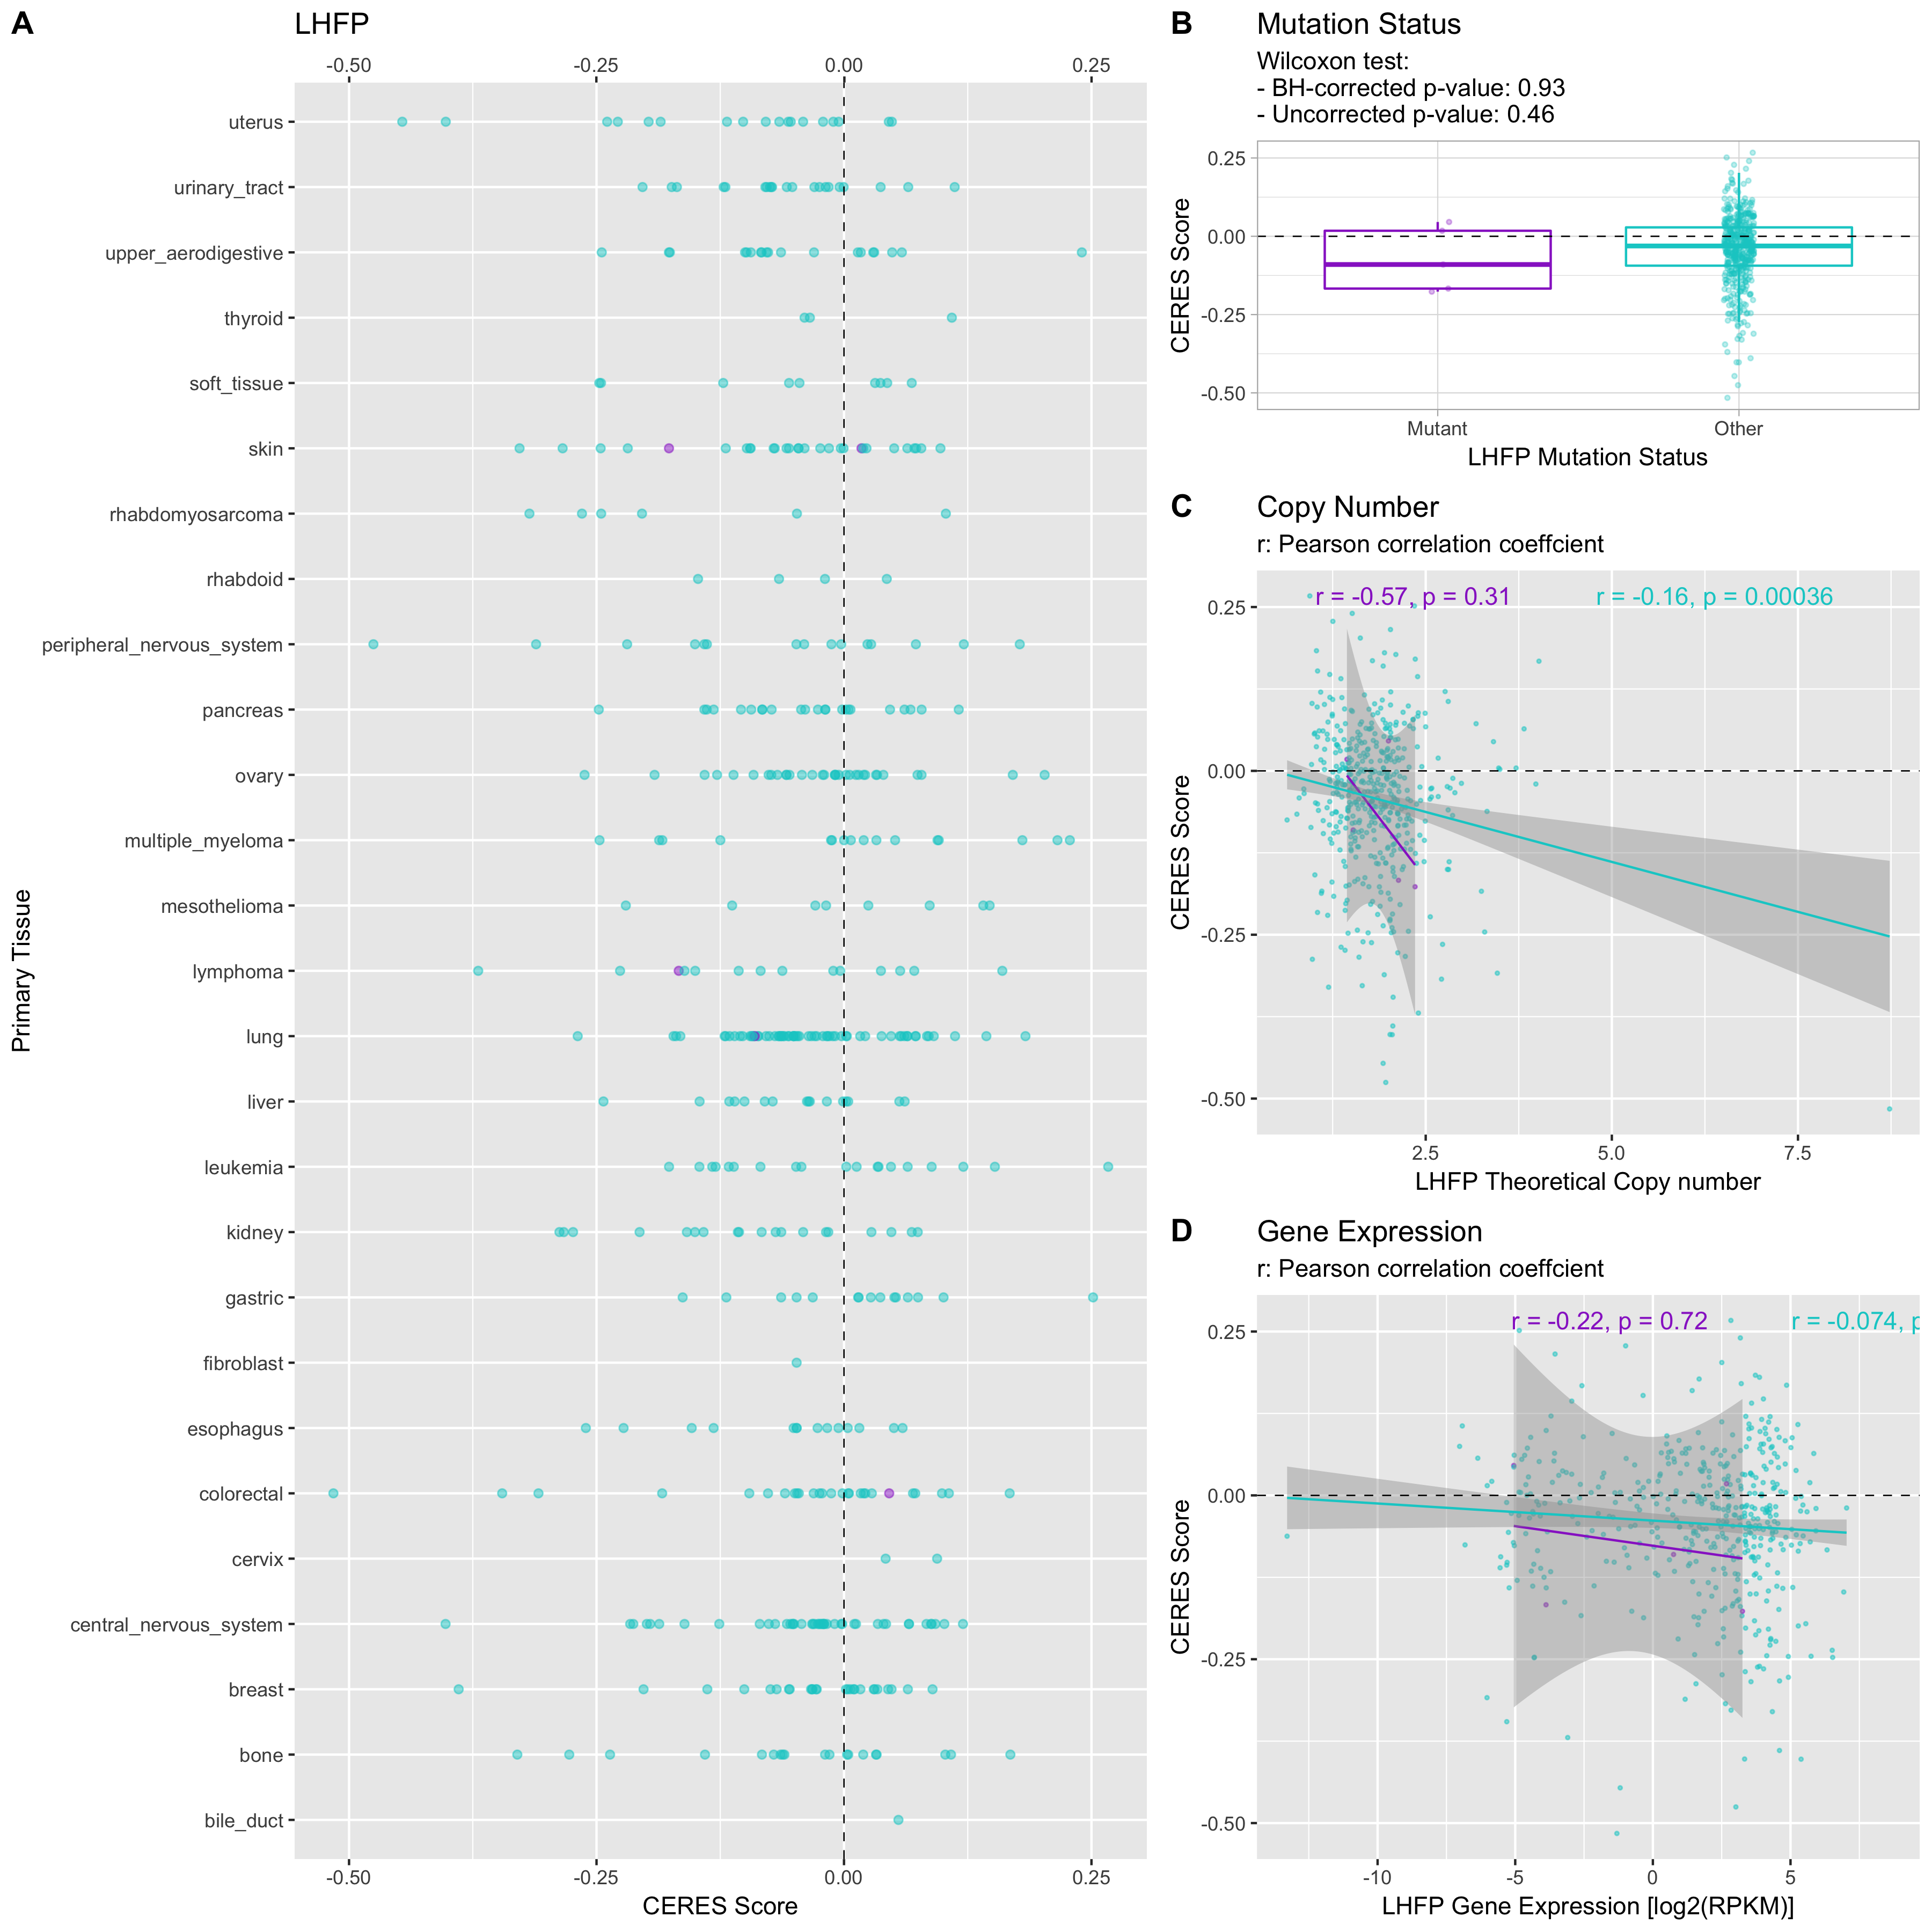 A
LHFP
-0.50 -0.25 0.00 0.25
uterus
urinary_tract
upper_aerodigestive
thyroid
soft_tissue
skin
rhabdomyosarcoma
rhabdoid
peripheral_nervous_system
pancreas
ovary
multiple_myeloma
mesothelioma
lymphoma
lung
liver
leukemia
kidney
gastric
fibroblast
esophagus
colorectal
cervix
central_nervous_system
breast
bone
bile_duct
Primary Tissue
-0.50 -0.25 0.00 0.25
CERES Score
B
Mutation Status
Wilcoxon test:
- BH-corrected p-value: 0.93
- Uncorrected p-value: 0.46
0.25
0.00
-0.25
-0.50
CERES Score
Mutant Other
LHFP Mutation Status
C
Copy Number
r: Pearson correlation coeffcient
r = -0.57, p = 0.31 r = -0.16, p = 0.00036
0.25
0.00
-0.25
-0.50
CERES Score
2.5 5.0 7.5
LHFP Theoretical Copy number
D
Gene Expression
r: Pearson correlation coeffcient
r = -0.22, p = 0.72 r = -0.074, p
0.25
0.00
-0.25
-0.50
CERES Score
-10 -5 0 5
LHFP Gene Expression [log2(RPKM)]